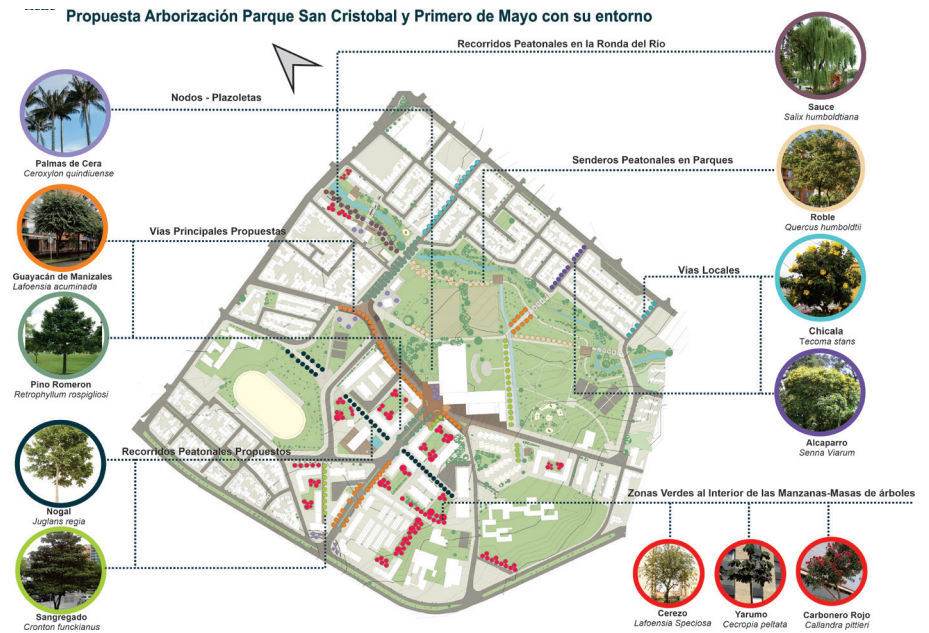 Propuesta Arborización Parque San Cristobal y Primero de Mayo con su entorno
Recorridos Peatonales en la Ronda del Río
Sauce
Salix humboldtiana
Nodos - Plazoletas
Palmas de Cera
Ceroxylon quindiuense
Senderos Peatonales en Parques
Roble
Quercus humboldtii
Vías Principales Propuestas
Guayacán de Manizales
Lafoensia acuminada
Vías Locales
Chicala
Tecoma stans
Pino Romeron
Retrophyllum rospigliosi
Alcaparro
Senna Viarum
Recorridos Peatonales Propuestos
Nogal
Juglans regia
Sangregado
Cronton funckianus
Zonas Verdes al Interior de las Manzanas-Masas de árboles
Cerezo
Lafoensia Speciosa
Yarumo
Cecropia peltata
Carbonero Rojo
Callandra pittieri